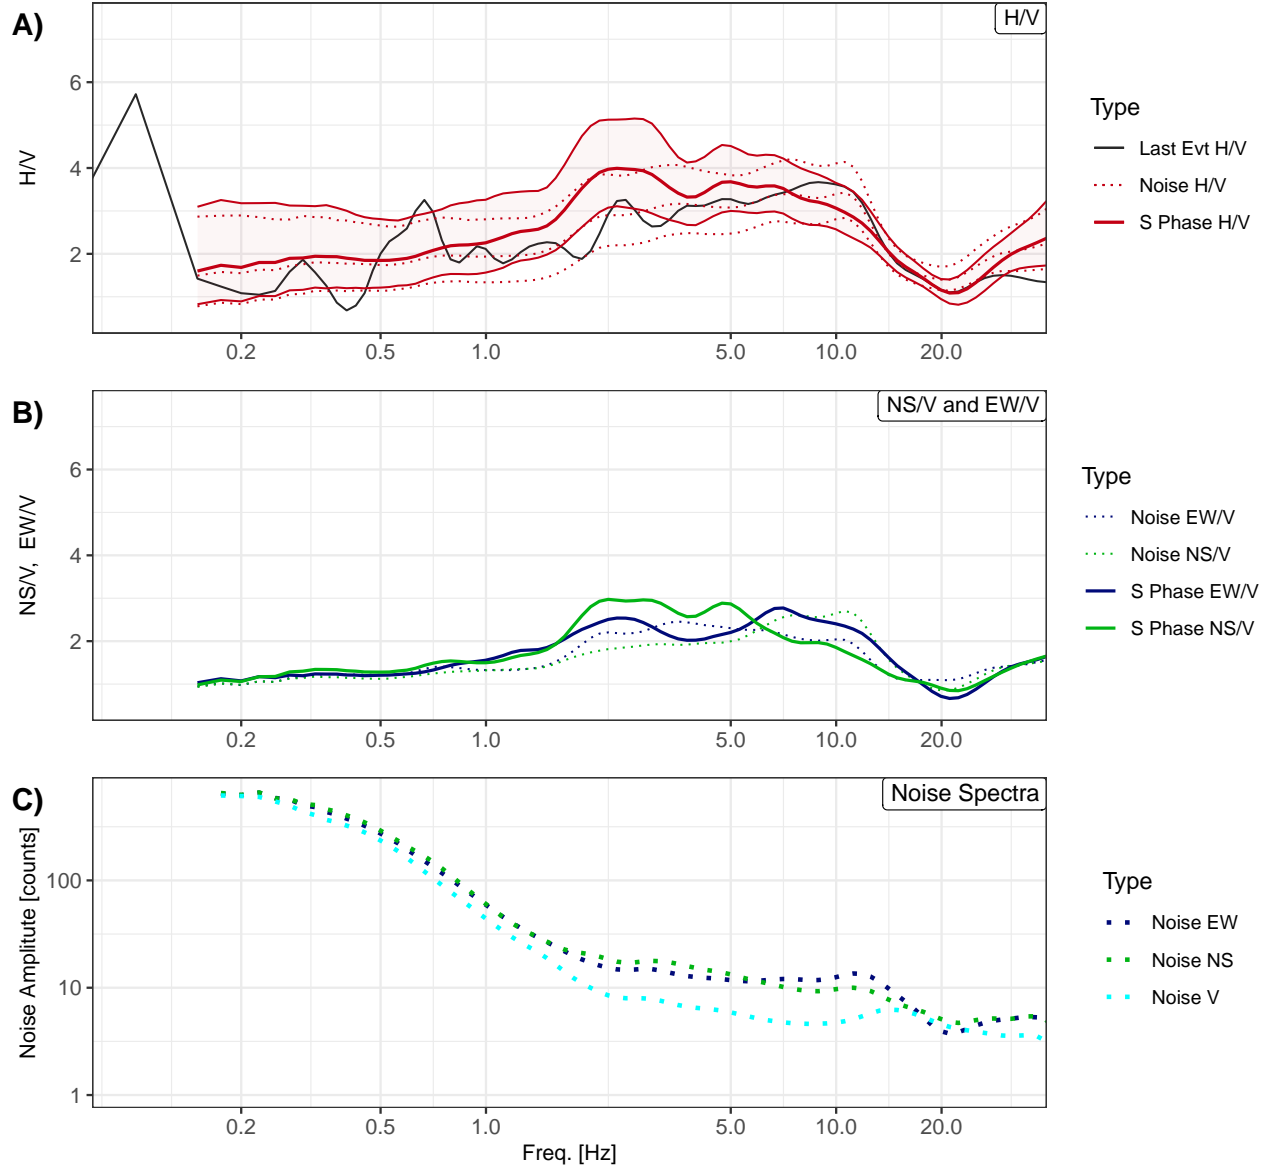 A)
H/V
6
4
2
H/V
0.2 0.5 1.0 5.0 10.0 20.0
Type
Last Evt H/V
Noise H/V
S Phase H/V
B)
NS/V and EW/V
6
4
2
NS/V, EW/V
0.2 0.5 1.0 5.0 10.0 20.0
Type
Noise EW/V
Noise NS/V
S Phase EW/V
S Phase NS/V
C)
Noise Spectra
100
10
1
Noise Amplitute [counts]
0.2 0.5 1.0 5.0 10.0 20.0
Freq. [Hz]
Type
Noise EW
Noise NS
Noise V